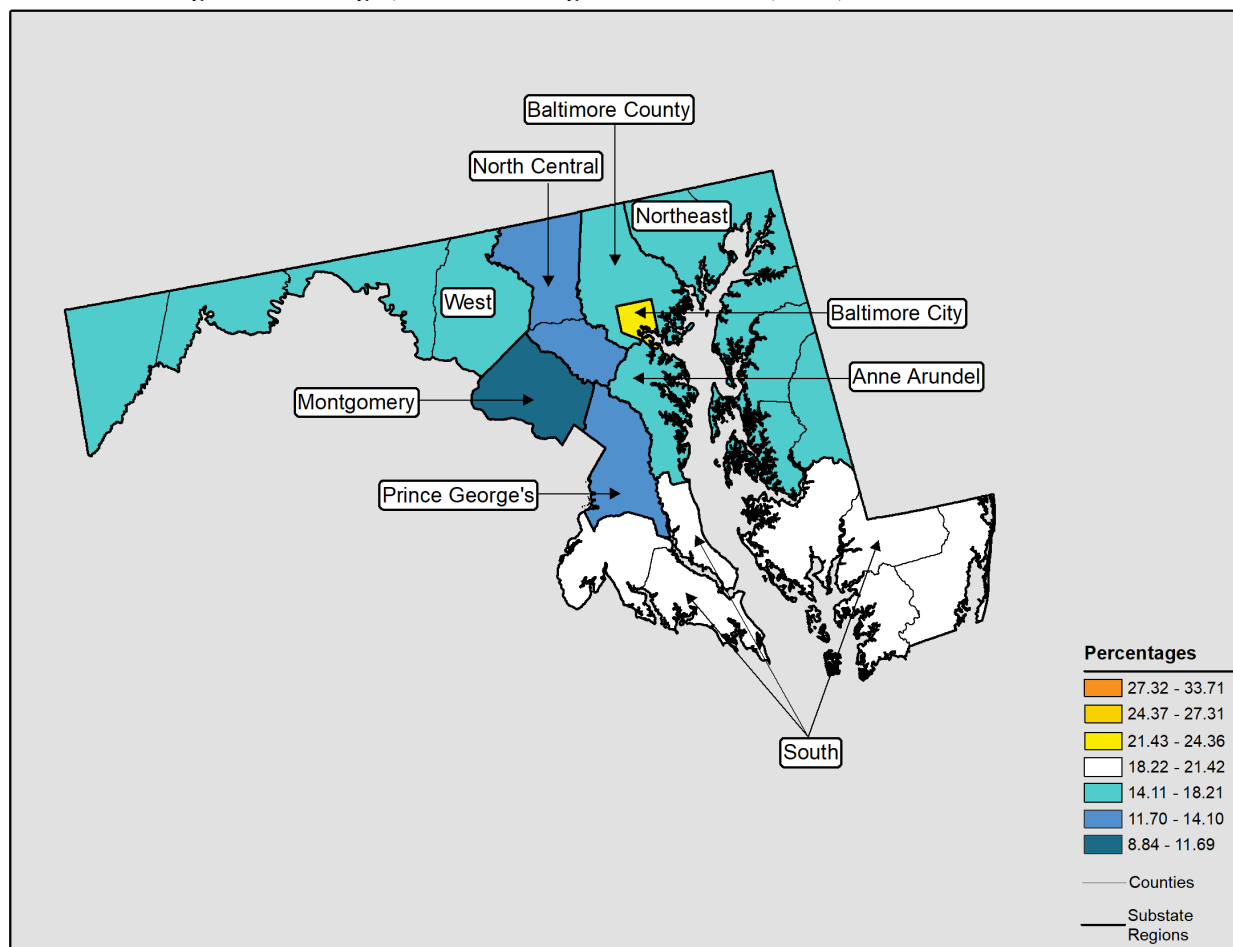 Baltimore County
North Central
Northeast
West
Baltimore City
Anne Arundel
Montgomery
Prince George's
South
Percentages
27.32 - 33.71
24.37 - 27.31
21.43 - 24.36
18.22 - 21.42
14.11 - 18.21
11.70 - 14.10
8.84 - 11.69
Counties
Substate
Regions